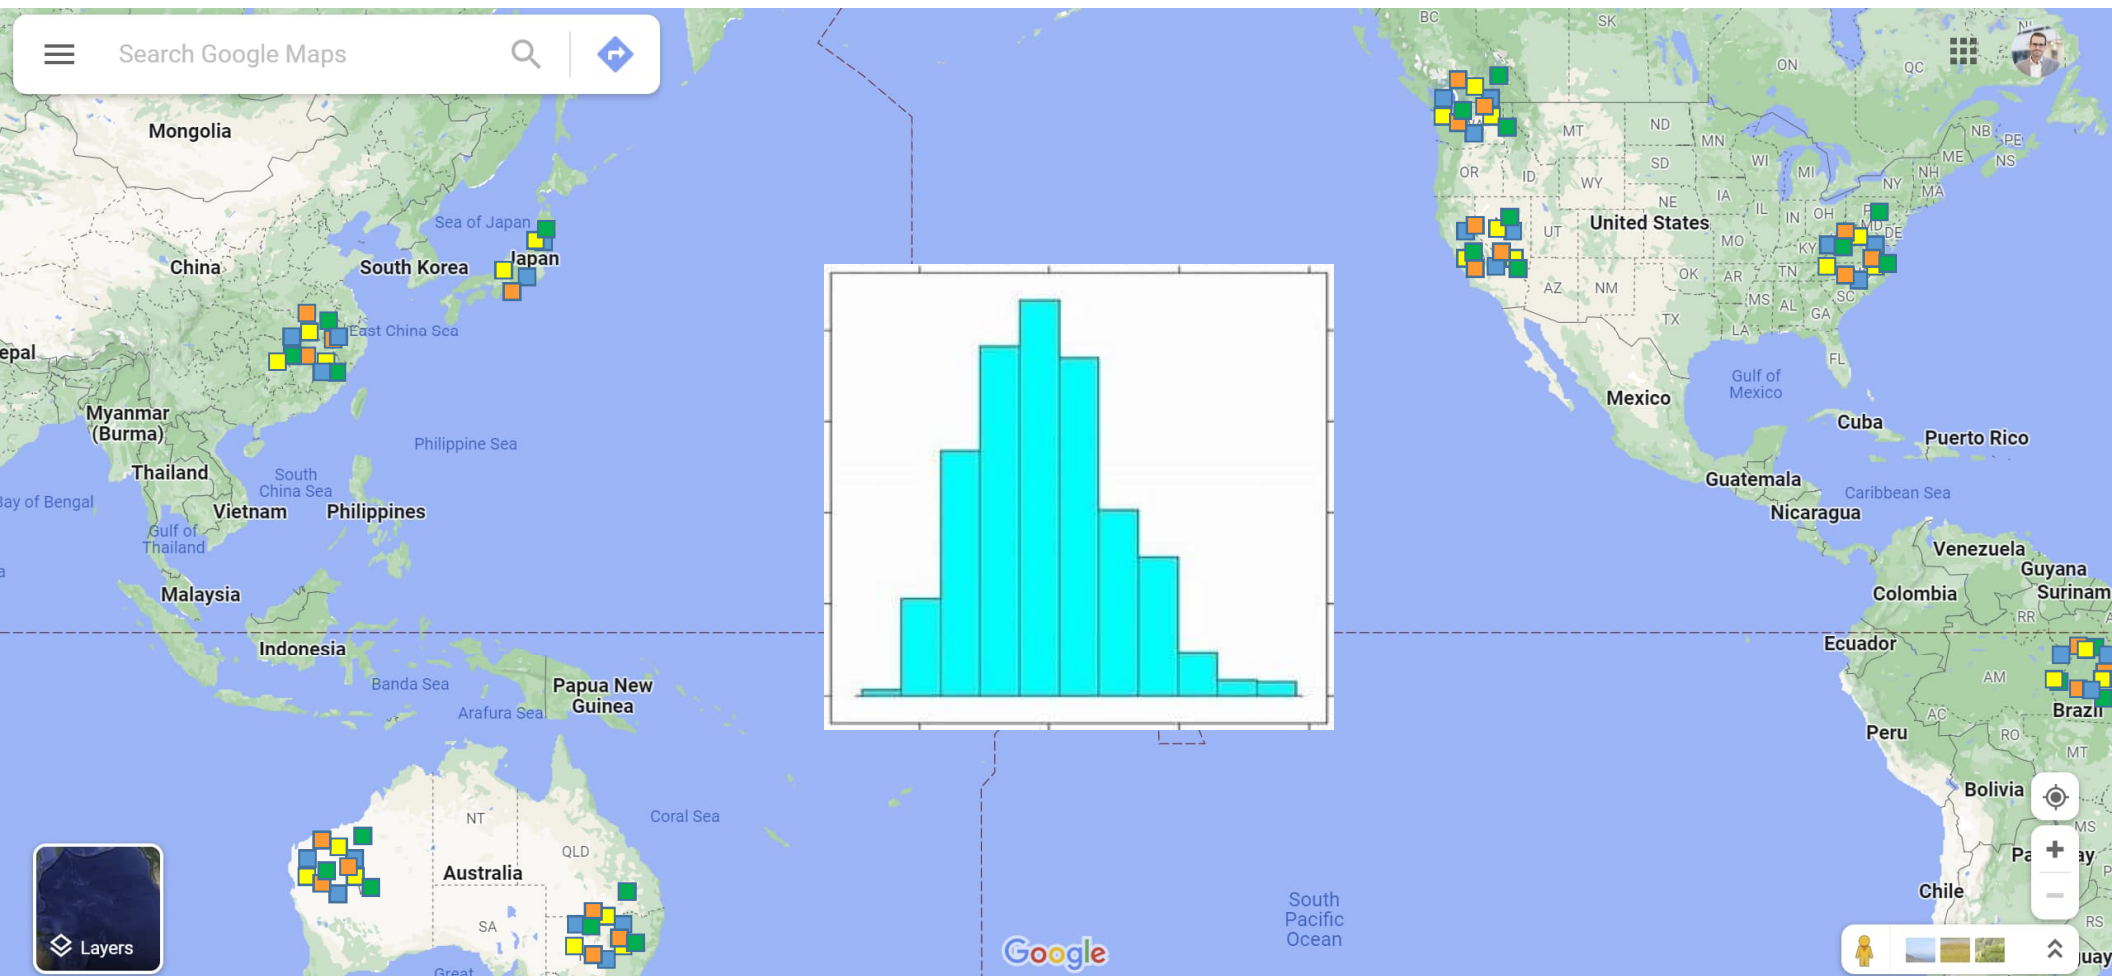 Search Google Maps
BC
SK
ON
QC
NL
Mongolia
MT
ND
MN
NB
PE
NS
ME
OR
ID
SD
WI
MI
NH
WY
NY
MA
Sea of Japan
NE
IA
IL
IN
OH
MD
DE
United States
UT
MO
KY
China
South Korea
Japan
OK
AR
TN
AZ
NM
MS
AL
SC
GA
TX
LA
East China Sea
epal
FL
Gulf of
Mexico
Mexico
Myanmar
(Burma)
Cuba
Puerto Rico
Philippine Sea
Thailand
South
China Sea
Guatemala
Caribbean Sea
Bay of Bengal
Vietnam
Philippines
Nicaragua
Gulf of
Thailand
Venezuela
Guyana
Malaysia
Colombia
Surinam
RR
Indonesia
Ecuador
Banda Sea
Papua New
Guinea
AM
Arafura Sea
AC
Brazil
Peru
RO
MT
Bolivia
NT
Coral Sea
MS
QLD
Australia
Chile
South
Pacific
Ocean
SA
RS
Layers
Google
Great
uay